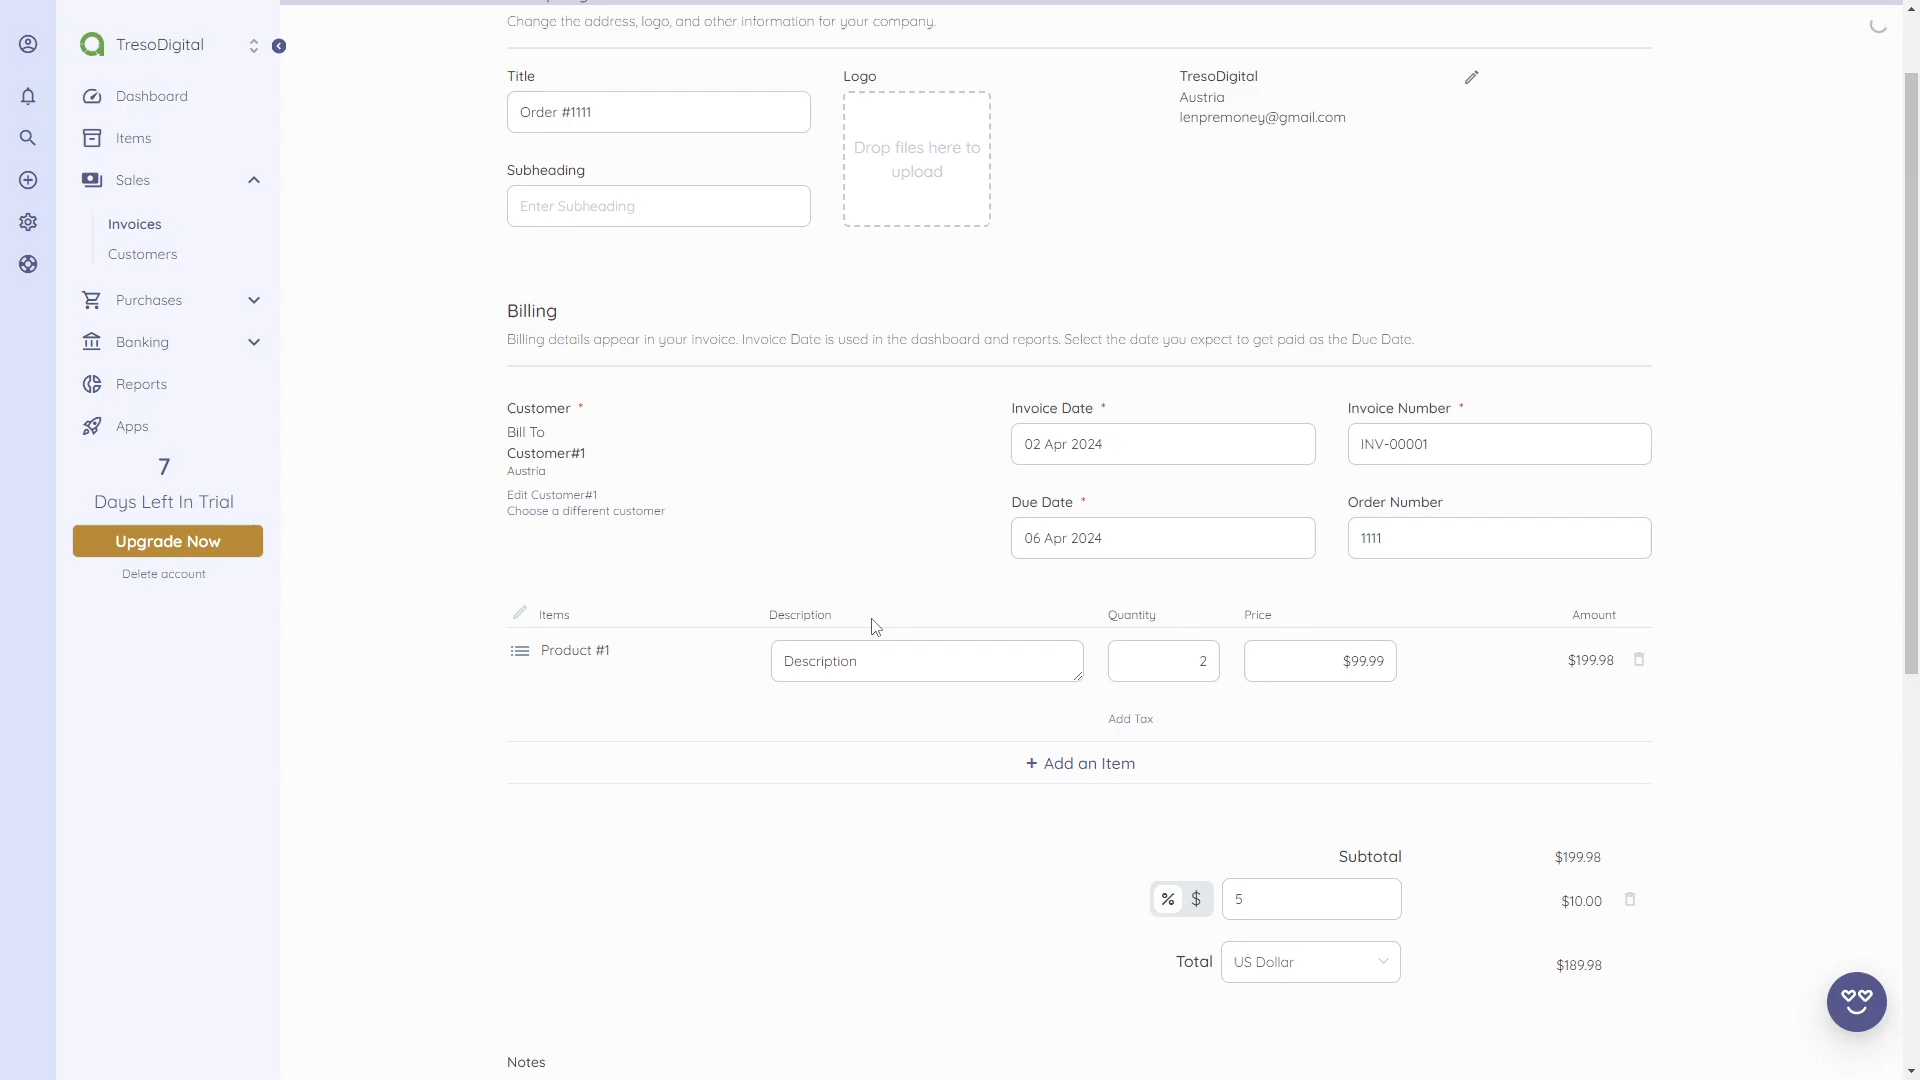 Change the address, logo, and other information for your company.
TresoDigital
Dashboard
Items
Sales
Invoices
Customers
Purchases
Banking
Reports
Apps
7
Days Left In Trial
Upgrade Now
Delete account
Title
Order #1111
Subheading
Enter Subheading
Logo
Drop files here to
upload
TresoDigital
Austria
lenpremoney@gmail.com
Billing
Billing details appear in your invoice. Invoice Date is used in the dashboard and reports. Select the date you expect to get paid as the Due Date.
Customer *
Bill To
Customer#1
Austria
Edit Customer#1
Choose a different customer
Invoice Date *
02 Apr 2024
Invoice Number *
INV-00001
Due Date *
06 Apr 2024
Order Number
1111
Items Description Quantity Price Amount
Product #1 Description 2 $99.99 $199.98
Add Tax
+ Add an Item
Subtotal $199.98
% $ 5 $10.00
Total US Dollar $189.98
Notes